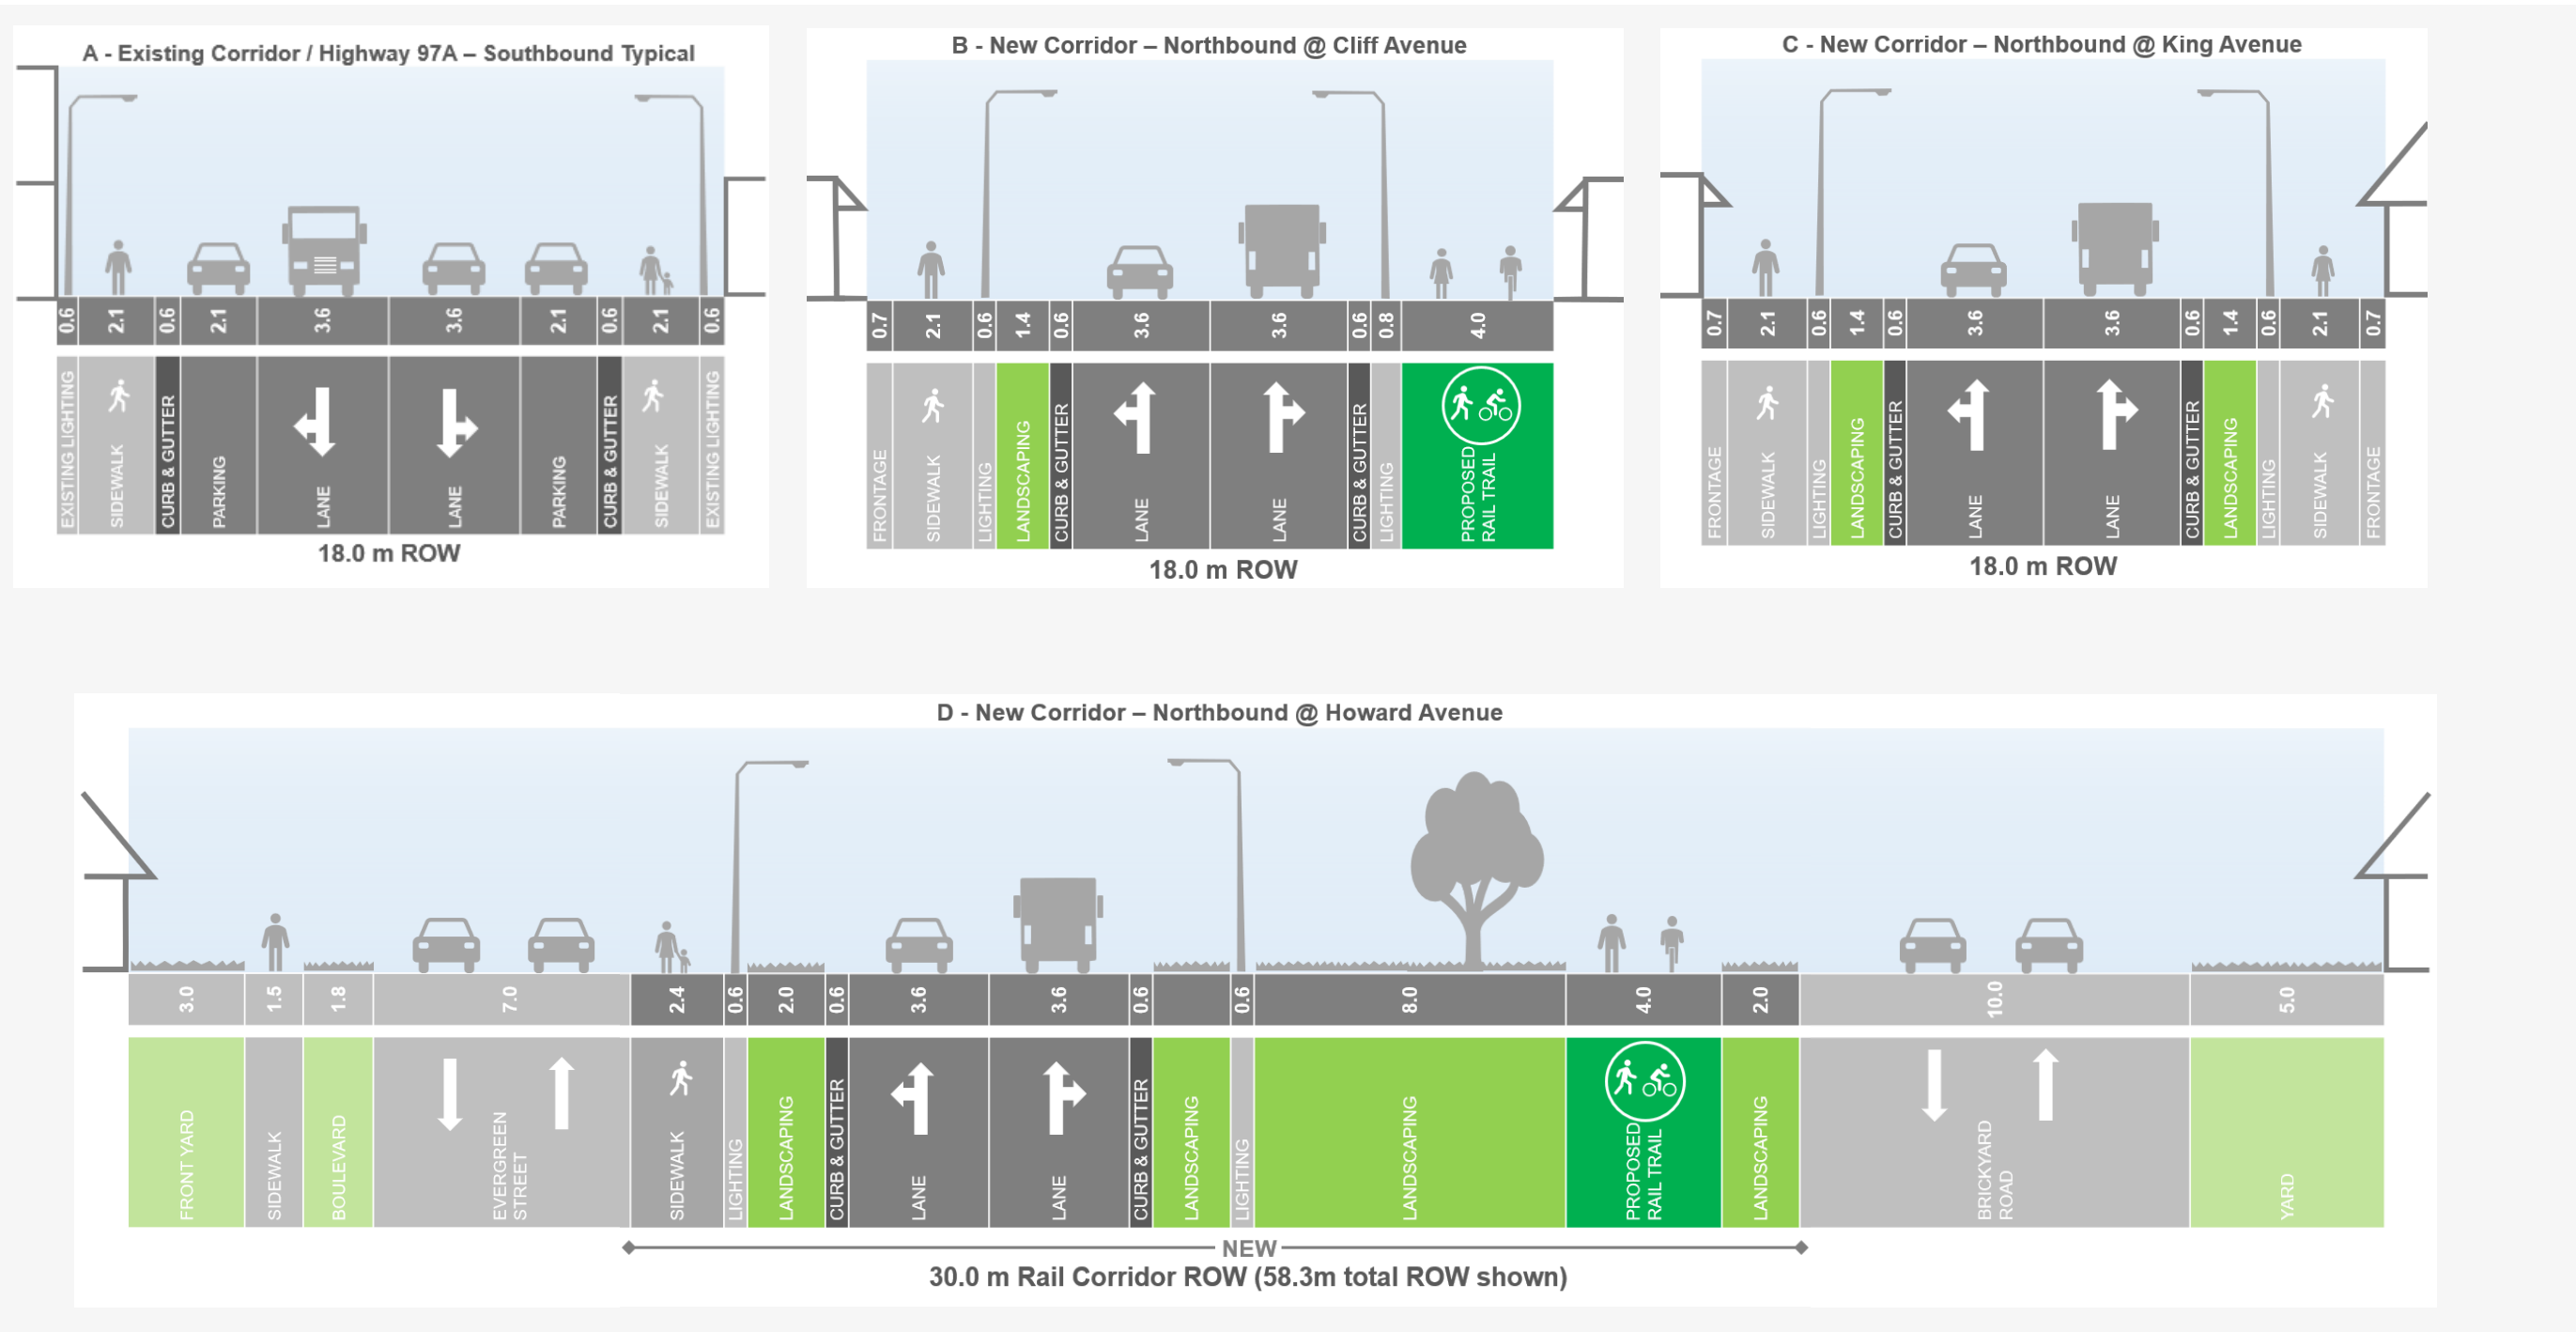 A - Existing Corridor / Highway 97A – Southbound Typical
0.6 2.1 0.6 2.1 3.6 3.6 2.1 0.6 2.1 0.6
EXISTING LIGHTING
SIDEWALK
CURB & GUTTER
PARKING
LANE
LANE
PARKING
CURB & GUTTER
SIDEWALK
EXISTING LIGHTING
18.0 m ROW
B - New Corridor – Northbound @ Cliff Avenue
0.7 2.1 0.6 1.4 0.6 3.6 3.6 0.6 0.8 4.0
FRONTAGE
SIDEWALK
LIGHTING
LANDSCAPING
CURB & GUTTER
LANE
LANE
CURB & GUTTER
LIGHTING
PROPOSED
RAIL TRAIL
18.0 m ROW
C - New Corridor – Northbound @ King Avenue
0.7 2.1 0.6 1.4 0.6 3.6 3.6 0.6 1.4 0.6 2.1 0.7
FRONTAGE
SIDEWALK
LIGHTING
LANDSCAPING
CURB & GUTTER
LANE
LANE
CURB & GUTTER
LANDSCAPING
LIGHTING
SIDEWALK
FRONTAGE
18.0 m ROW
D - New Corridor – Northbound @ Howard Avenue
3.0 1.5 1.8 7.0 2.4 0.6 2.0 0.6 3.6 3.6 0.6 0.6 8.0 4.0 2.0 10.0 5.0
FRONT YARD
SIDEWALK
BOULEVARD
EVERGREEN
STREET
SIDEWALK
LIGHTING
LANDSCAPING
CURB & GUTTER
LANE
LANE
CURB & GUTTER
LANDSCAPING
LIGHTING
LANDSCAPING
PROPOSED
RAIL TRAIL
LANDSCAPING
BRICKYARD
ROAD
YARD
NEW
30.0 m Rail Corridor ROW (58.3m total ROW shown)